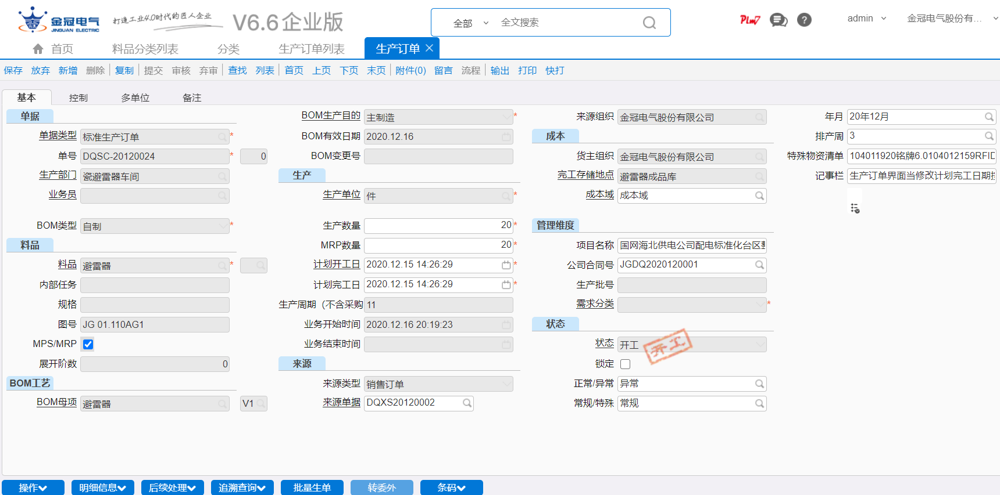 金冠电气
JINGUAN ELECTRIC
打造工业4.0时代的匠人企业
V6.6企业版
全部 全文搜索
Plm7
?
admin 金冠电气股份有…
首页 料品分类列表 分类 生产订单列表 生产订单
保存 放弃 新增 删除 复制 提交 审核 弃审 查找 列表 首页 上页 下页 末页 附件(0) 留言 流程 输出 打印 快打
基本 控制 多单位 备注
单据
单据类型 标准生产订单 *
单号 DQSC-20120024 * 0
生产部门 瓷避雷器车间
业务员
BOM类型 自制 *
料品
料品 避雷器 *
内部任务
规格
图号 JG 01.110AG1
MPS/MRP
展开阶数 0
BOM工艺
BOM母项 避雷器 V1
BOM生产目的 主制造 *
BOM有效日期 2020.12.16
BOM变更号
生产
生产单位 件 *
生产数量 20 *
MRP数量 20 *
计划开工日 2020.12.15 14:26:29 *
计划完工日 2020.12.15 14:26:29 *
生产周期（不含采购 11
业务开始时间 2020.12.16 20:19:23
业务结束时间
来源
来源类型 销售订单
来源单据 DQXS20120002
来源组织 金冠电气股份有限公司
成本
货主组织 金冠电气股份有限公司
完工存储地点 避雷器成品库
成本域 成本域
管理维度
项目名称 国网海北供电公司配电标准化台区
公司合同号 JGDQ2020120001
生产批号
需求分类 *
状态
状态 开工
开工
锁定
正常/异常 异常
常规/特殊 常规
年月 20年12月
排产周 3
特殊物资清单 104011920铭牌6.0104012159RFID
记事栏 生产订单界面当修改计划完工日期
操作 明细信息 后续处理 追溯查询 批量生单 转委外 条码